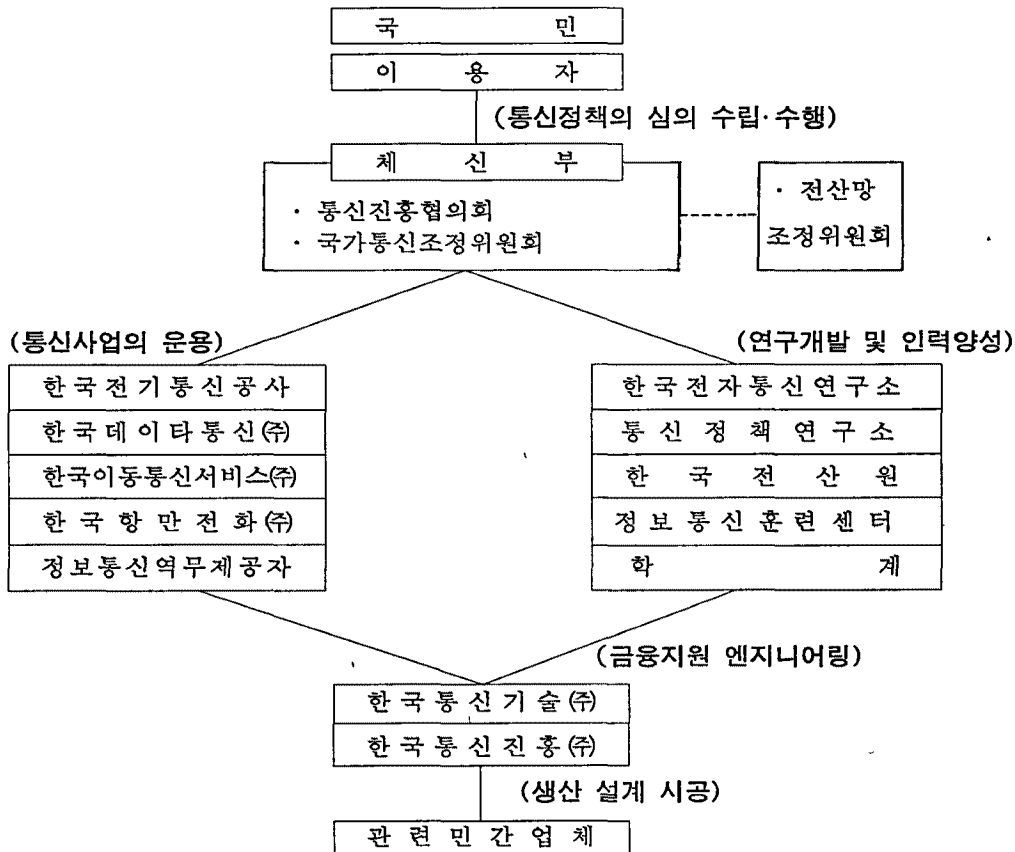 국 민
이 용 자
(통신정책의 심의 수립·수행)
체 신 부
· 통신진흥협의회
· 국가통신조정위원회
· 전산망
조정위원회
(통신사업의 운용)
한국전기통신공사
한국데이타통신㈜
한국이동통신서비스㈜
한국항만전화㈜
정보통신역무제공자
(연구개발 및 인력양성)
한국전자통신연구소
통신정책연구소
한국전산원
정보통신훈련센터
학 계
(금융지원 엔지니어링)
한국통신기술㈜
한국통신진흥㈜
(생산 설계 시공)
관련민간업체